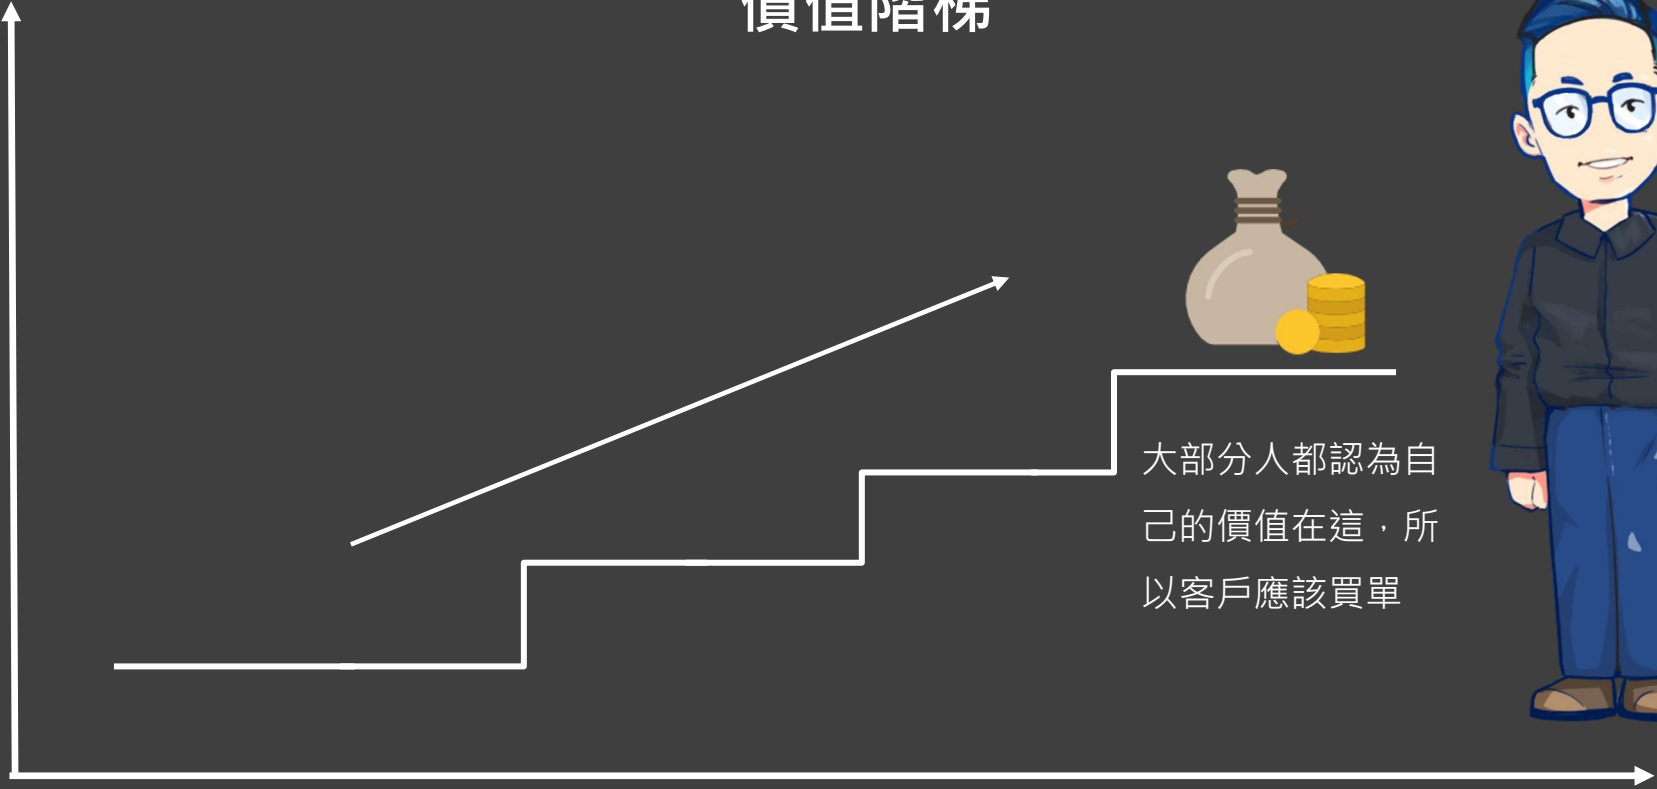 價值階梯
大部分人都認為自
己的價值在這，所
以客戶應該買單